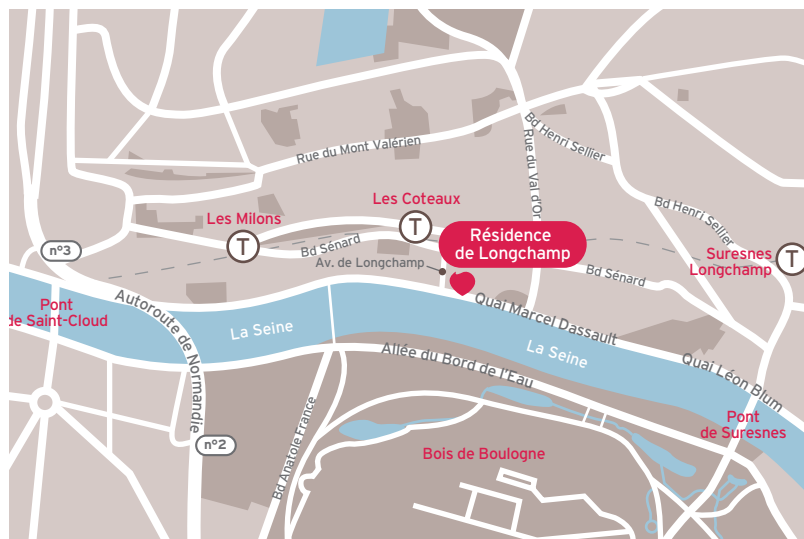 Bd Henri Sellier
Rue du Mont Valérien
Rue du Val d'Or
Les Coteaux
T
Les Milons
T
Bd Henri Sellier
Résidence
de Longchamp
n°3
Bd Sénard
Av. de Longchamp
Suresnes
Longchamp
T
Bd Sénard
Pont
de Saint-Cloud
Autoroute de Normandie
La Seine
Quai Marcel Dassault
La Seine
Allée du Bord de l'Eau
Quai Léon Blum
n°2
Bd Anatole France
Pont
de Suresnes
Bois de Boulogne